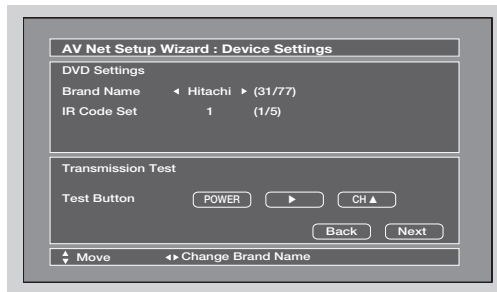 AV Net Setup Wizard : Device Settings
DVD Settings
Brand Name ◄ Hitachi ► (31/77)
IR Code Set 1 (1/5)
Transmission Test
Test Button POWER ► CH ▲
Back Next
▲▼ Move ◄► Change Brand Name